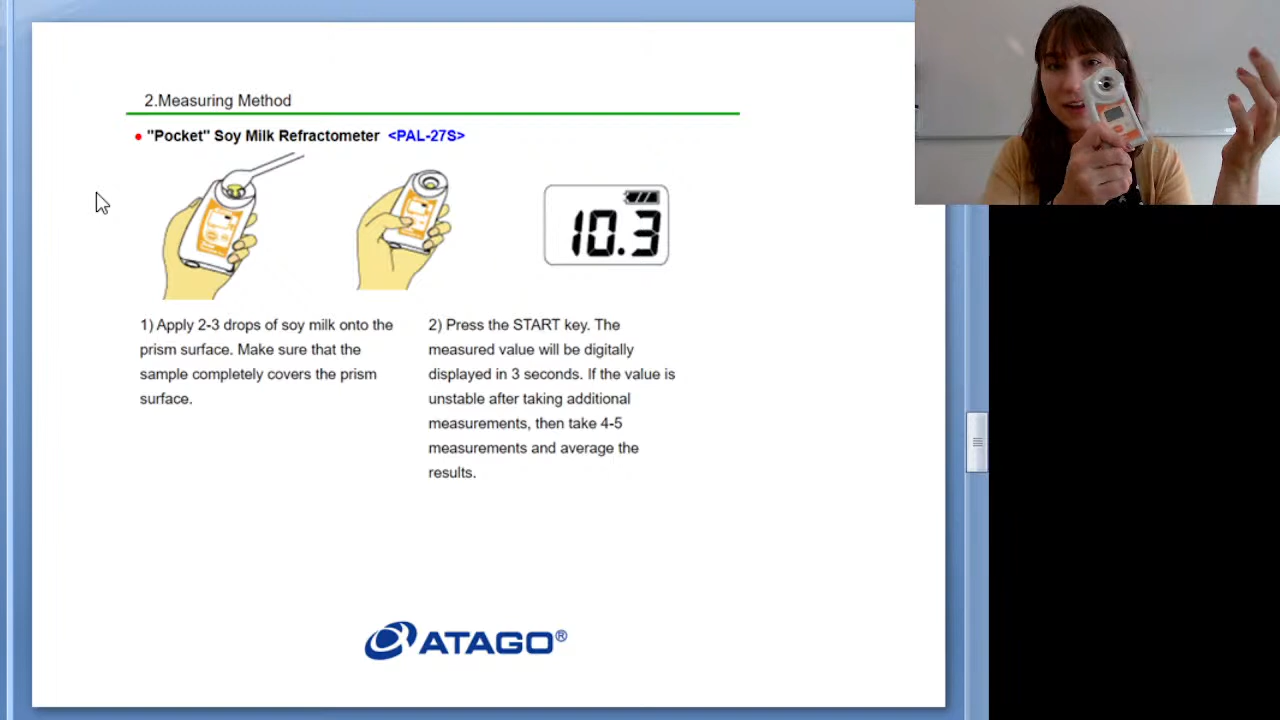 2.Measuring Method
● "Pocket" Soy Milk Refractometer <PAL-27S>
10.3
1) Apply 2-3 drops of soy milk onto the
prism surface. Make sure that the
sample completely covers the prism
surface.
2) Press the START key. The
measured value will be digitally
displayed in 3 seconds. If the value is
unstable after taking additional
measurements, then take 4-5
measurements and average the
results.
ATAGO®